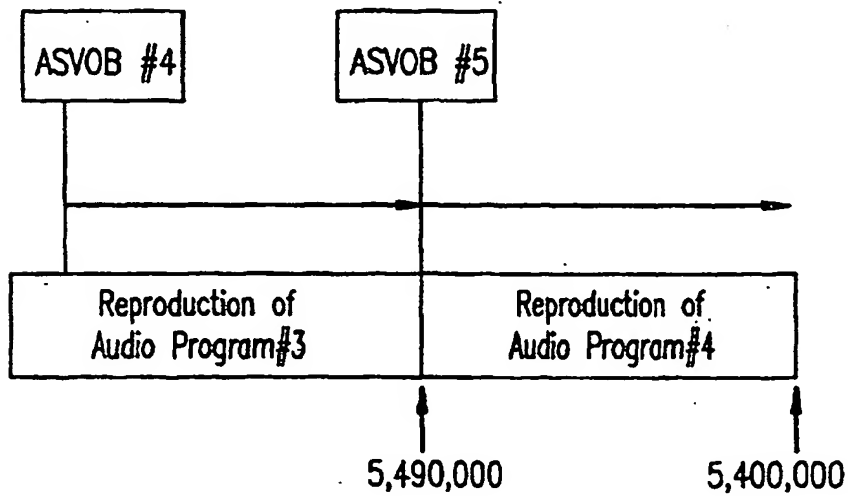 ASVOB #4
ASVOB #5
Reproduction of
Audio Program#3
Reproduction of
Audio Program#4
5,490,000
5,400,000